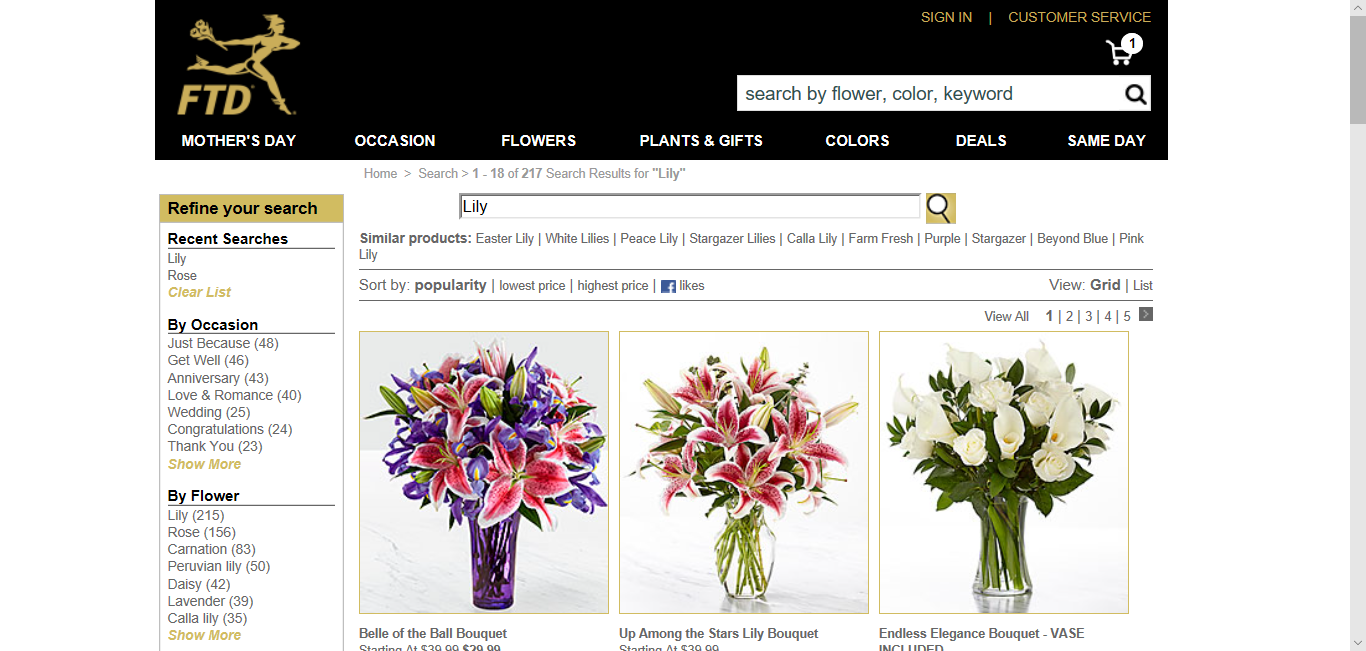 SIGN IN | CUSTOMER SERVICE
1
FTD
search by flower, color, keyword
MOTHER'S DAY OCCASION FLOWERS PLANTS & GIFTS COLORS DEALS SAME DAY
Home > Search > 1 - 18 of 217 Search Results for "Lily"
Refine your search
Recent Searches
Lily
Rose
Clear List
By Occasion
Just Because (48)
Get Well (46)
Anniversary (43)
Love & Romance (40)
Wedding (25)
Congratulations (24)
Thank You (23)
Show More
By Flower
Lily (215)
Rose (156)
Carnation (83)
Peruvian lily (50)
Daisy (42)
Lavender (39)
Calla lily (35)
Show More
Lily
Similar products: Easter Lily | White Lilies | Peace Lily | Stargazer Lilies | Calla Lily | Farm Fresh | Purple | Stargazer | Beyond Blue | Pink
Lily
Sort by: popularity | lowest price | highest price | f likes
View: Grid | List
View All 1 | 2 | 3 | 4 | 5 >
Belle of the Ball Bouquet
Starting At $39.99 $29.99
Up Among the Stars Lily Bouquet
Starting At $39.99
Endless Elegance Bouquet - VASE
INCLUDED